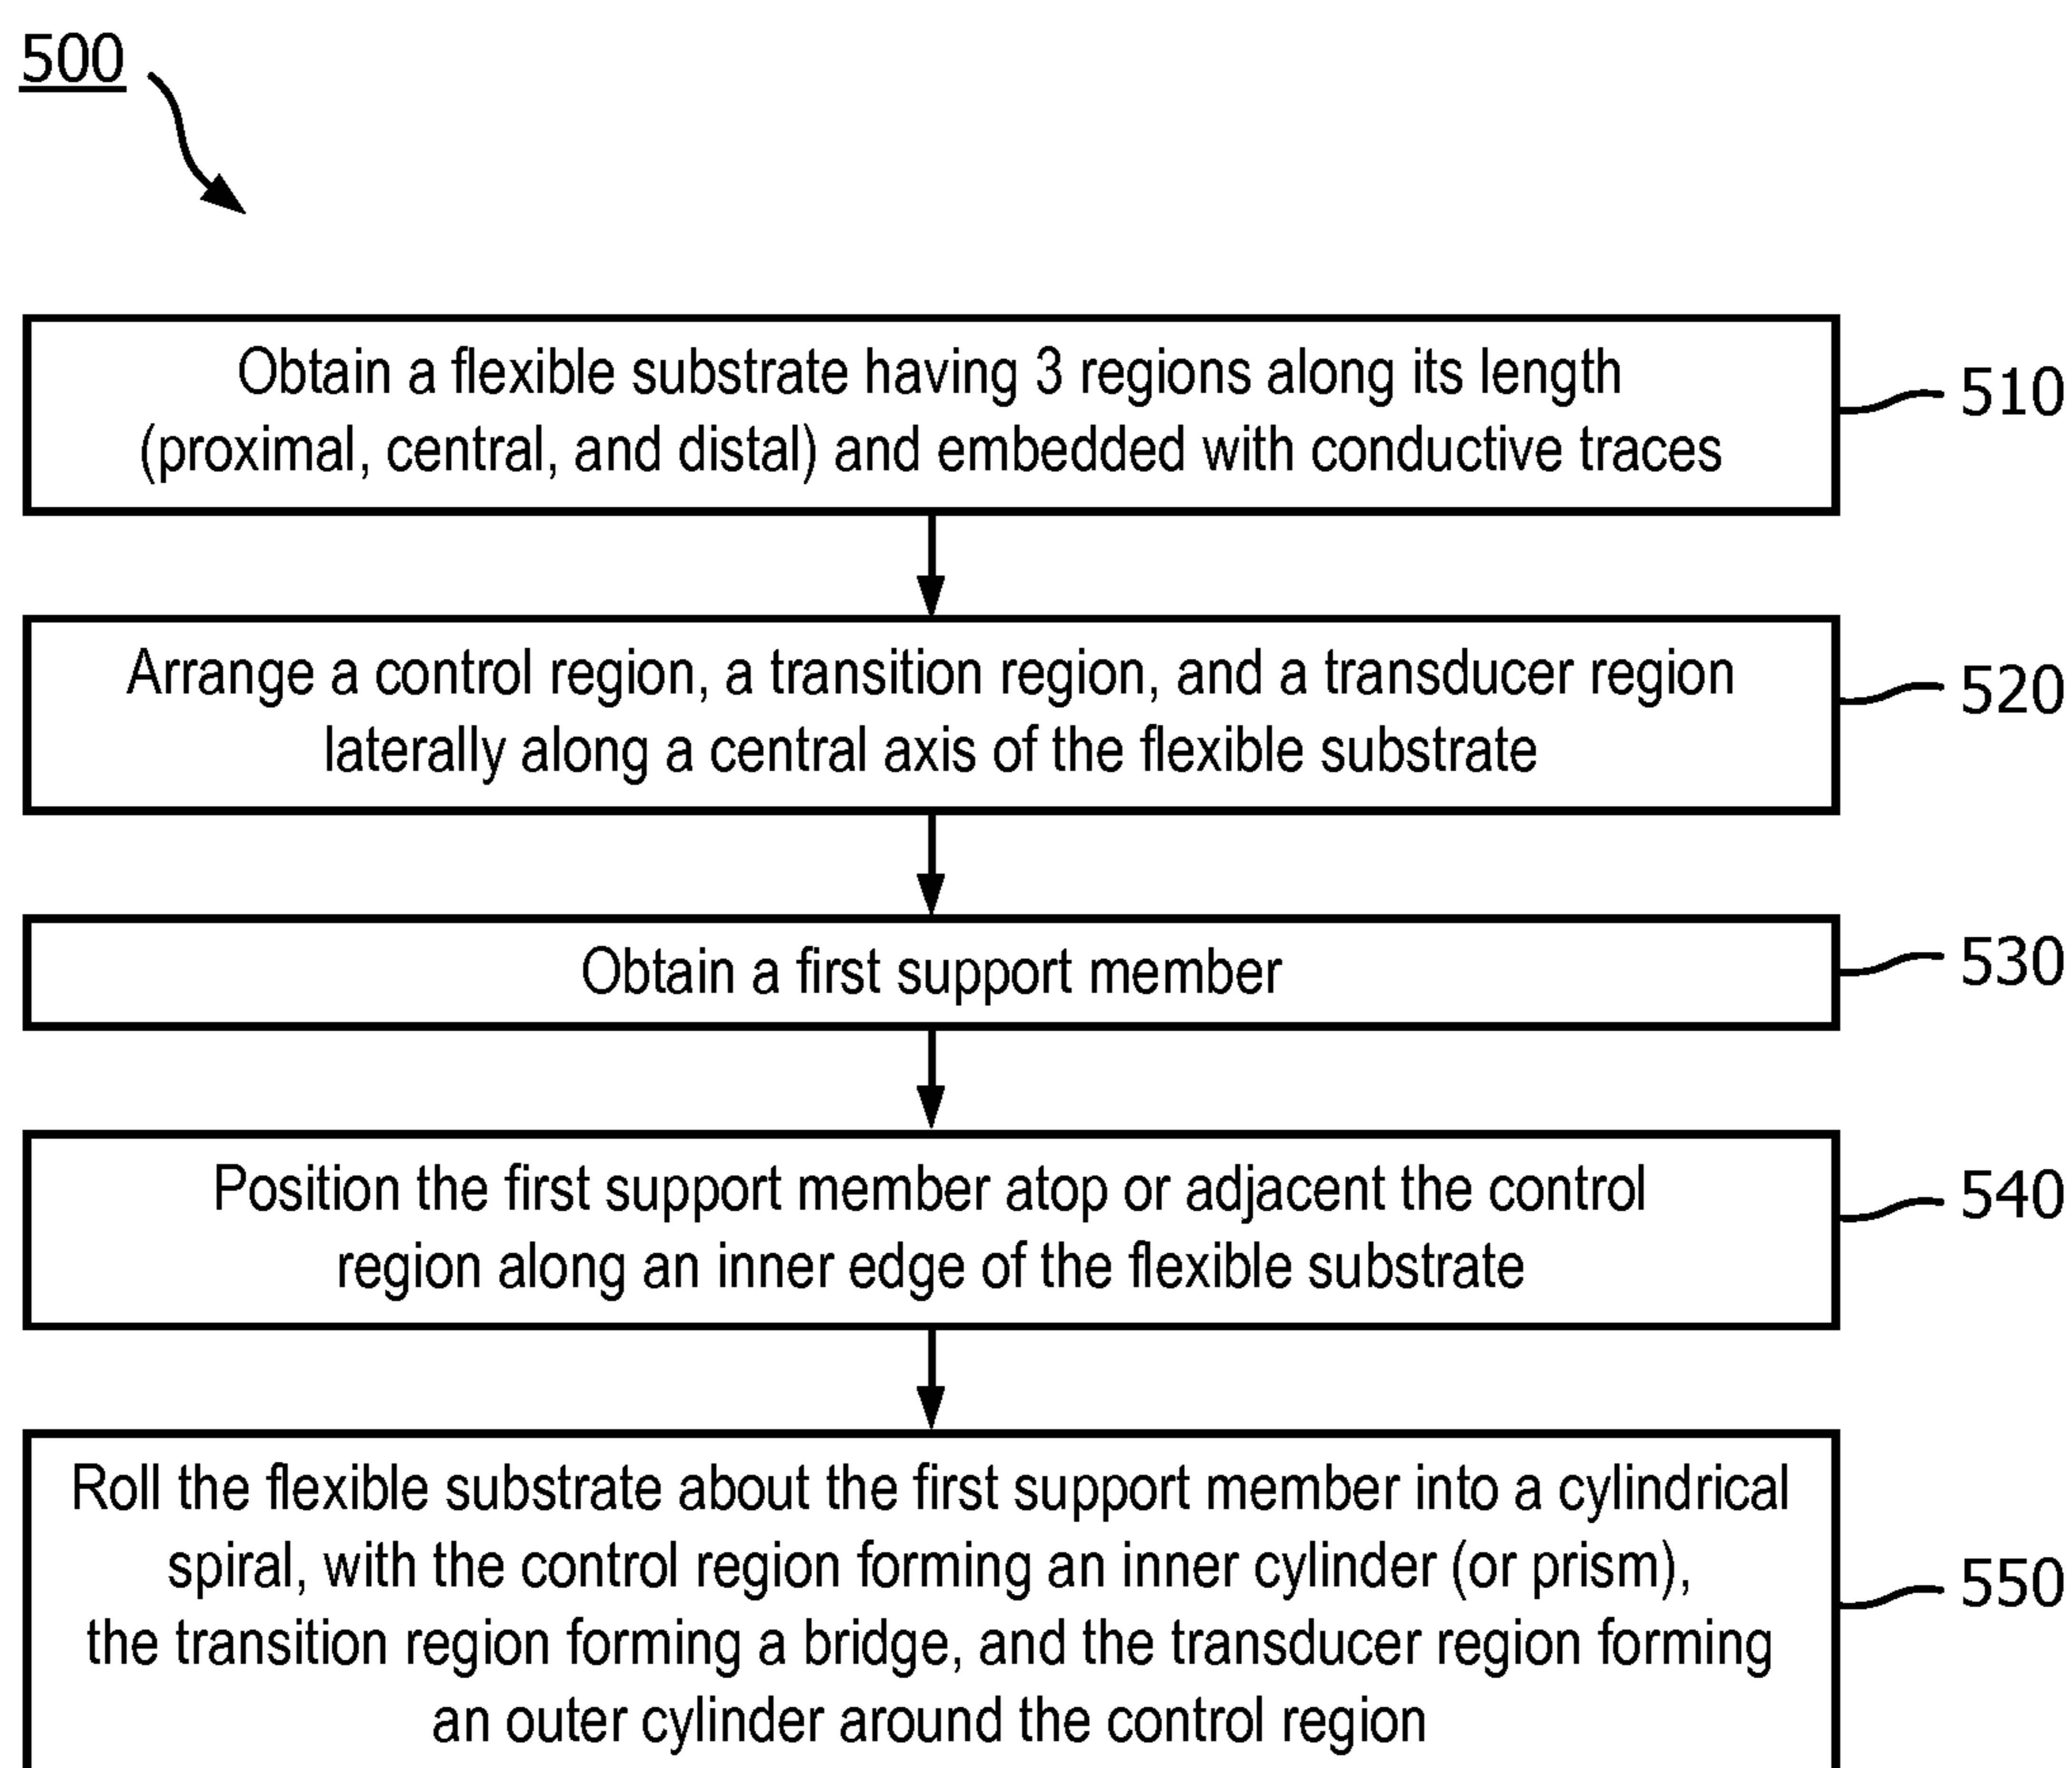 500
Obtain a flexible substrate having 3 regions along its length
(proximal, central, and distal) and embedded with conductive traces
510
Arrange a control region, a transition region, and a transducer region
laterally along a central axis of the flexible substrate
520
Obtain a first support member
530
Position the first support member atop or adjacent the control
region along an inner edge of the flexible substrate
540
Roll the flexible substrate about the first support member into a cylindrical
spiral, with the control region forming an inner cylinder (or prism),
the transition region forming a bridge, and the transducer region forming
an outer cylinder around the control region
550